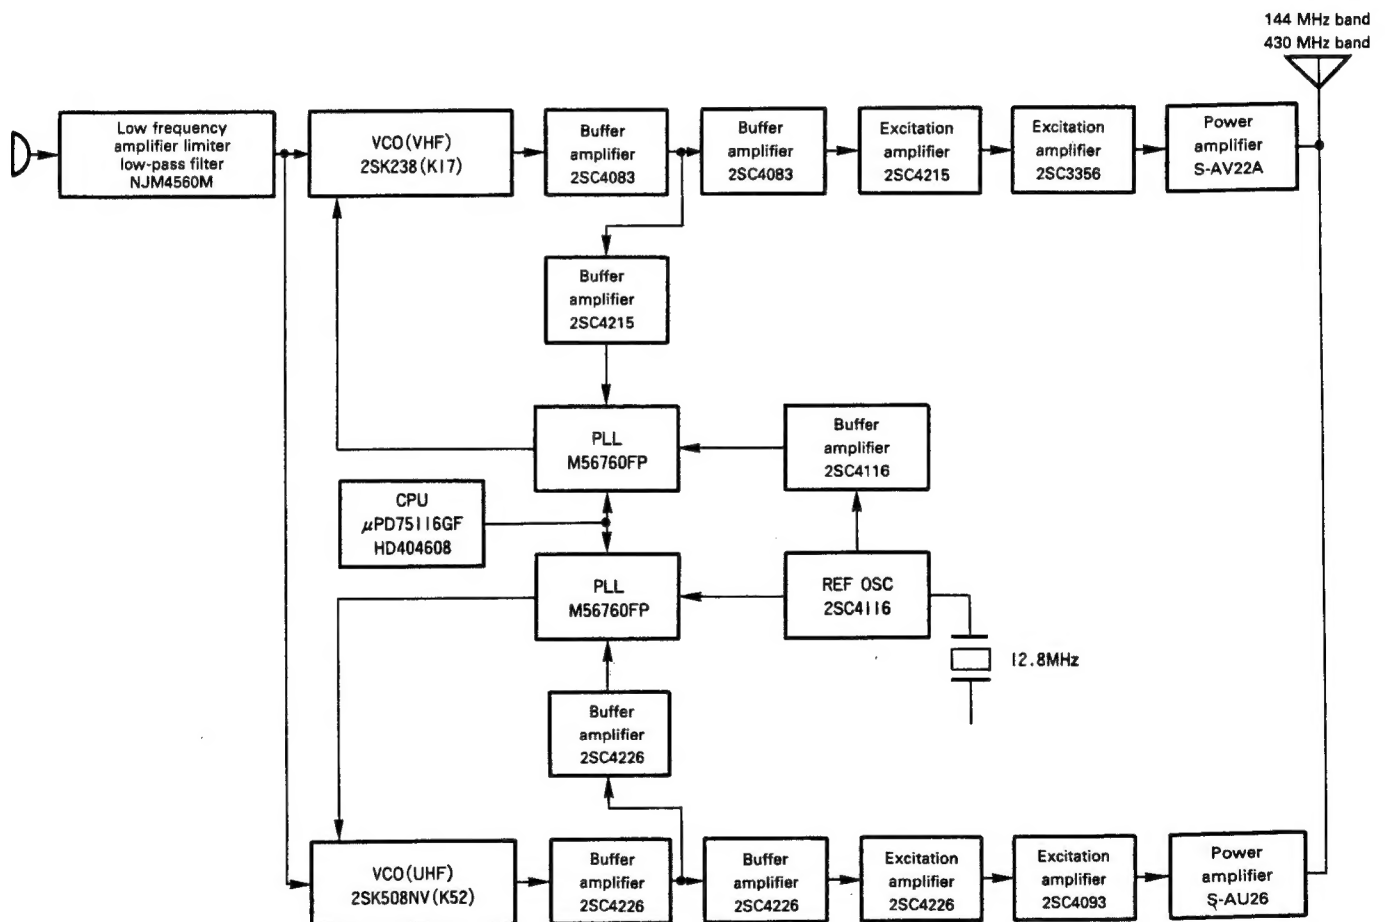 144 MHz band
430 MHz band
Low frequency
amplifier limiter
low-pass filter
NJM4560M
VCO(VHF)
2SK238(K17)
Buffer
amplifier
2SC4083
Buffer
amplifier
2SC4083
Excitation
amplifier
2SC4215
Excitation
amplifier
2SC3356
Power
amplifier
S-AV22A
Buffer
amplifier
2SC4215
PLL
M56760FP
Buffer
amplifier
2SC4116
CPU
μPD75116GF
HD404608
PLL
M56760FP
REF OSC
2SC4116
12.8MHz
Buffer
amplifier
2SC4226
VCO(UHF)
2SK508NV(K52)
Buffer
amplifier
2SC4226
Buffer
amplifier
2SC4226
Excitation
amplifier
2SC4226
Excitation
amplifier
2SC4093
Power
amplifier
S-AU26